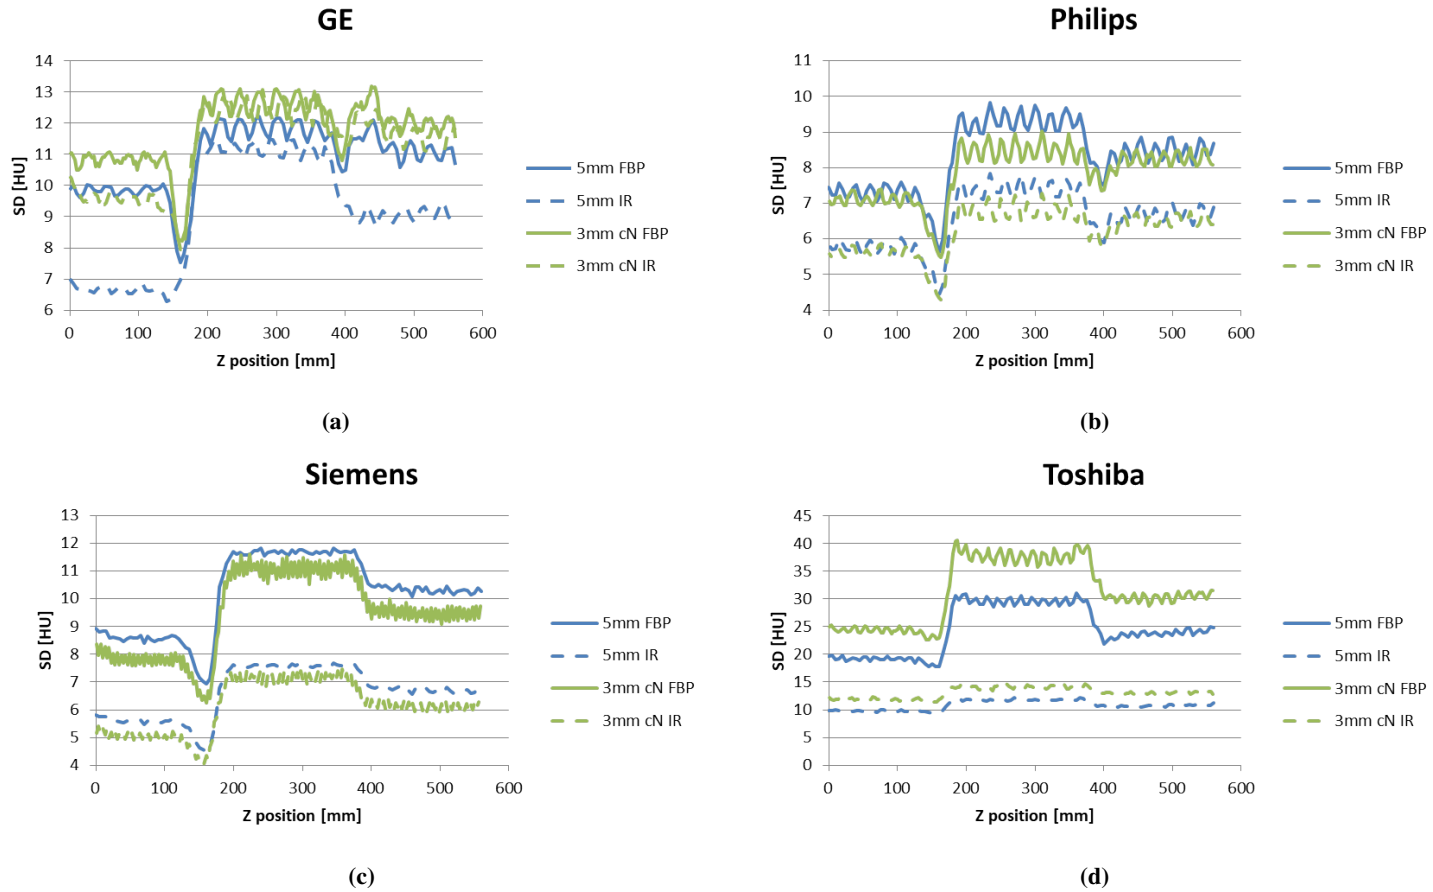 GE
14
13
12
11
10
9
8
7
6
SD [HU]
0 100 200 300 400 500 600
Z position [mm]
5mm FBP
5mm IR
3mm cN FBP
3mm cN IR
(a)
Philips
11
10
9
8
7
6
5
4
SD [HU]
0 100 200 300 400 500 600
Z position [mm]
5mm FBP
5mm IR
3mm cN FBP
3mm cN IR
(b)
Siemens
13
12
11
10
9
8
7
6
5
4
SD [HU]
0 100 200 300 400 500 600
Z position [mm]
5mm FBP
5mm IR
3mm cN FBP
3mm cN IR
(c)
Toshiba
45
40
35
30
25
20
15
10
5
0
SD [HU]
0 100 200 300 400 500 600
Z position [mm]
5mm FBP
5mm IR
3mm cN FBP
3mm cN IR
(d)